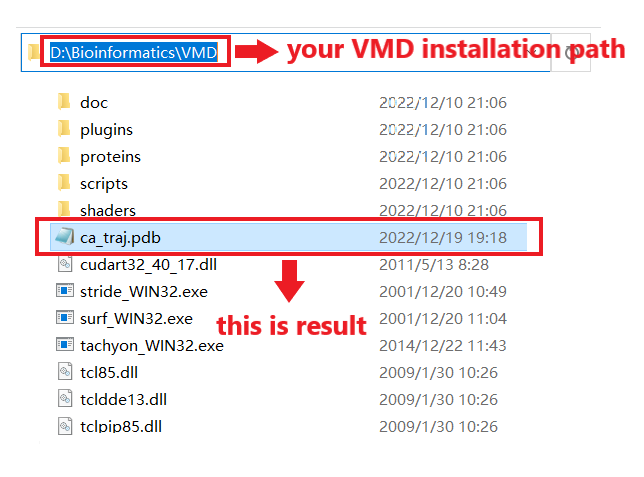 D:\Bioinformatics\VMD your VMD installation path
doc 2022/12/10 21:06
plugins 2022/12/10 21:06
proteins 2022/12/10 21:06
scripts 2022/12/10 21:06
shaders 2022/12/10 21:06
ca_traj.pdb 2022/12/19 19:18
cudart32_40_17.dll 2011/5/13 8:28
stride_WIN32.exe 2001/12/20 10:49
surf_WIN32.exe 2001/12/20 11:04
this is result
tachyon_WIN32.exe 2014/12/22 11:43
tcl85.dll 2009/1/30 10:26
tcldde13.dll 2009/1/30 10:26
tclpip85.dll 2009/1/30 10:26